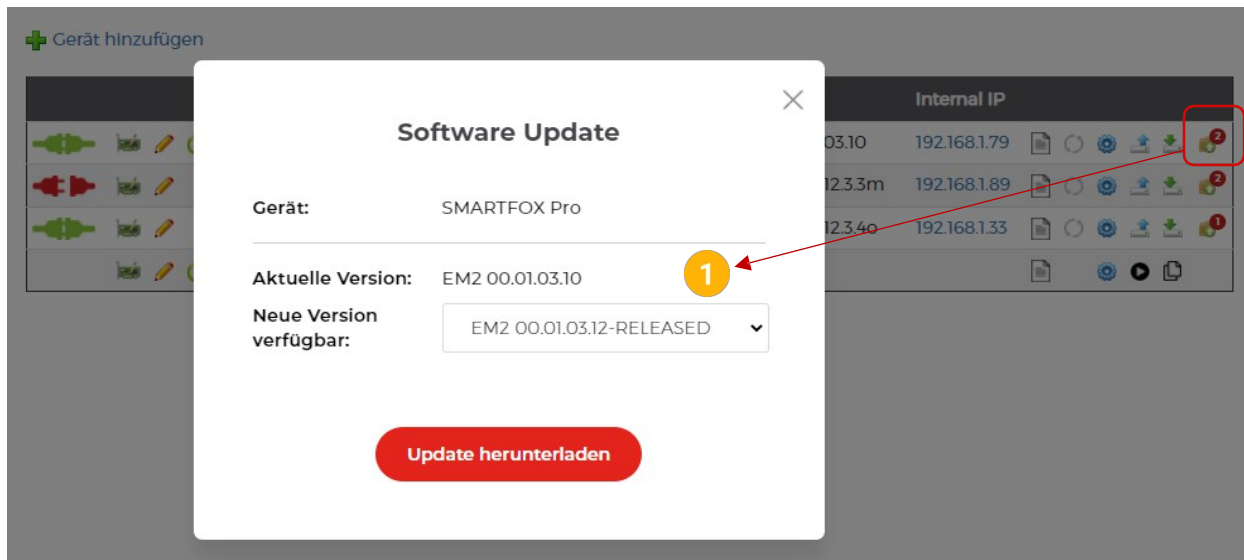 Gerät hinzufügen
Internal IP
Software Update
03.10 192.168.1.79 2
12.3.3m 192.168.1.89 2
Gerät: SMARTFOX Pro
12.3.4o 192.168.1.33 1
Aktuelle Version: EM2 00.01.03.10
1
Neue Version
verfügbar:
EM2 00.01.03.12-RELEASED
Update herunterladen